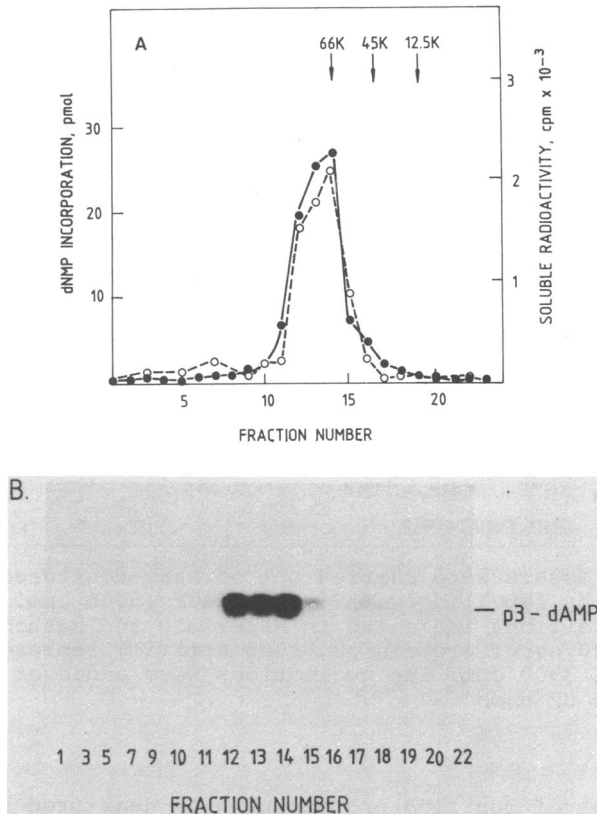 A
66K 45K 12.5K
dNMP INCORPORATION, pmol
30
20
10
3
2
1
SOLUBLE RADIOACTIVITY, cpm x 10⁻³
5 10 15 20
FRACTION NUMBER
B.
p3-dAMP
1 3 5 7 9 10 11 12 13 14 15 16 17 18 19 20 22
FRACTION NUMBER